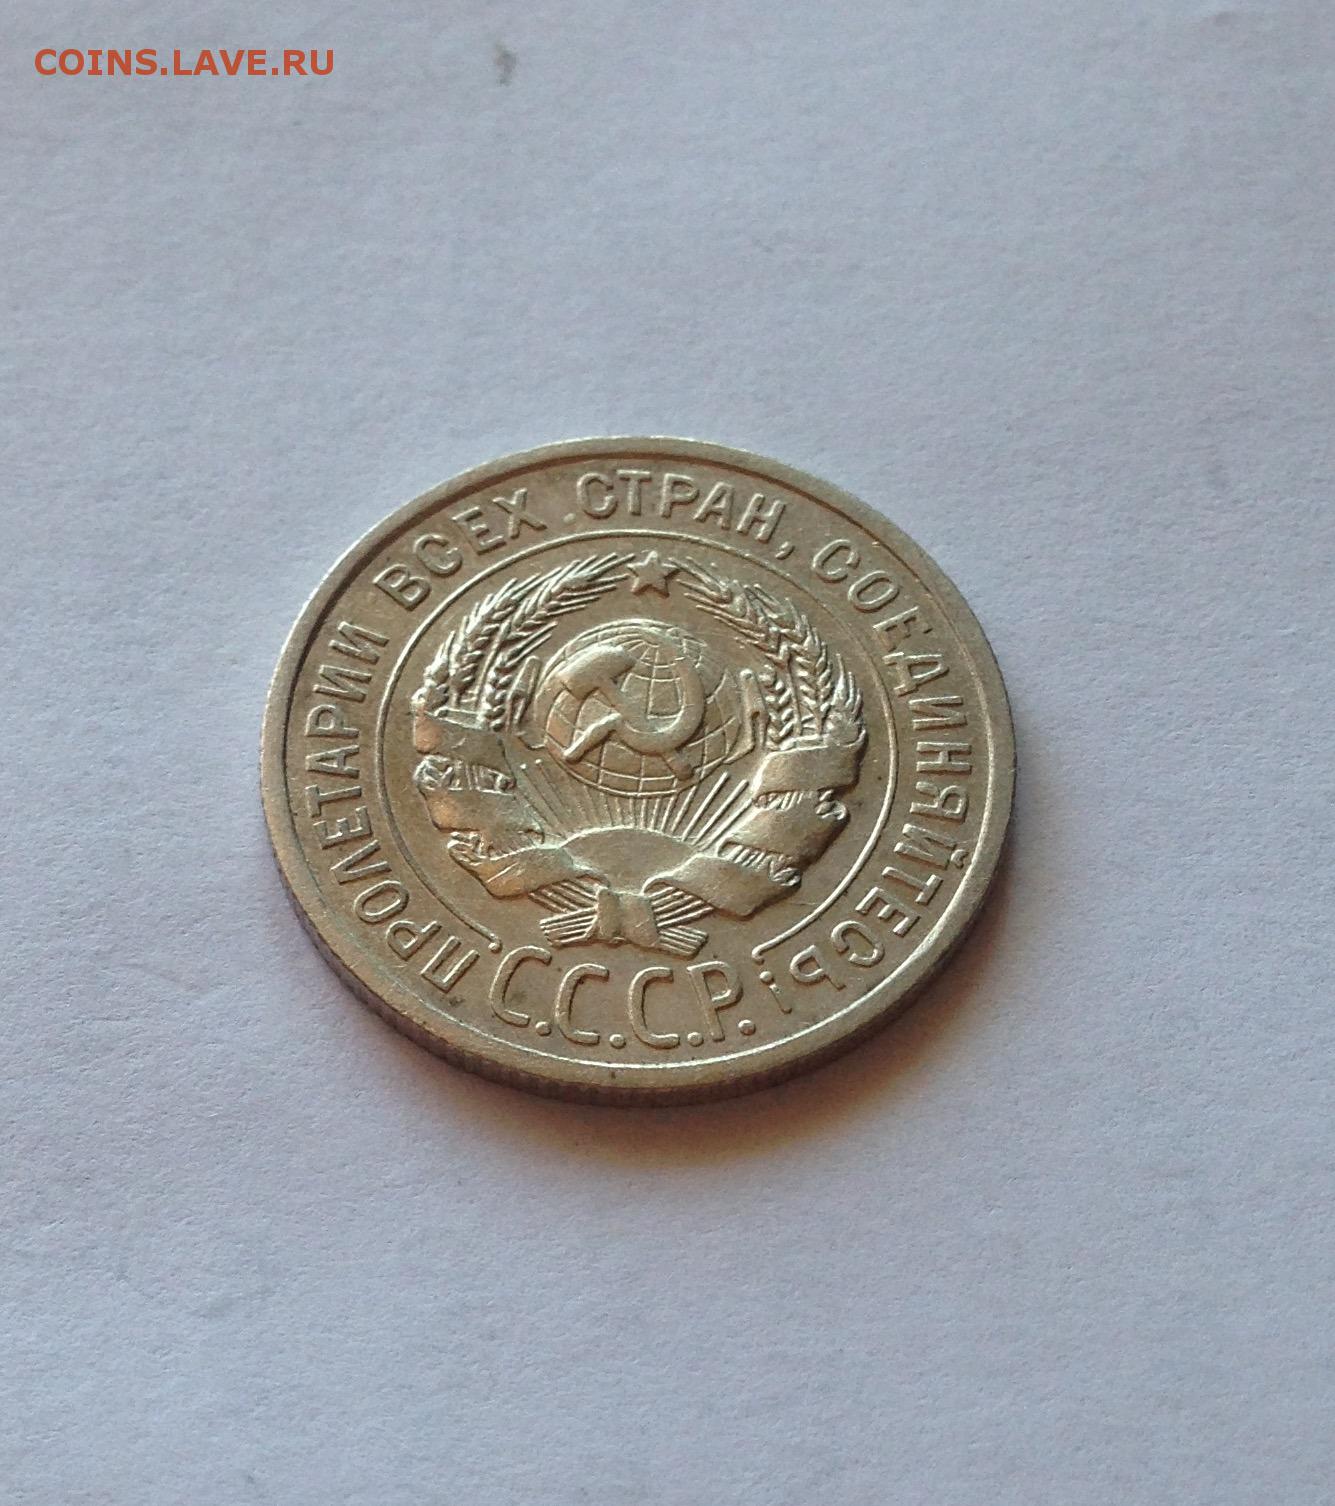 COINS.LAVE.RU
ПРОЛЕТАРИИ ВСЕХ СТРАН, СОЕДИНЯЙТЕСЬ!
С.С.С.Р.